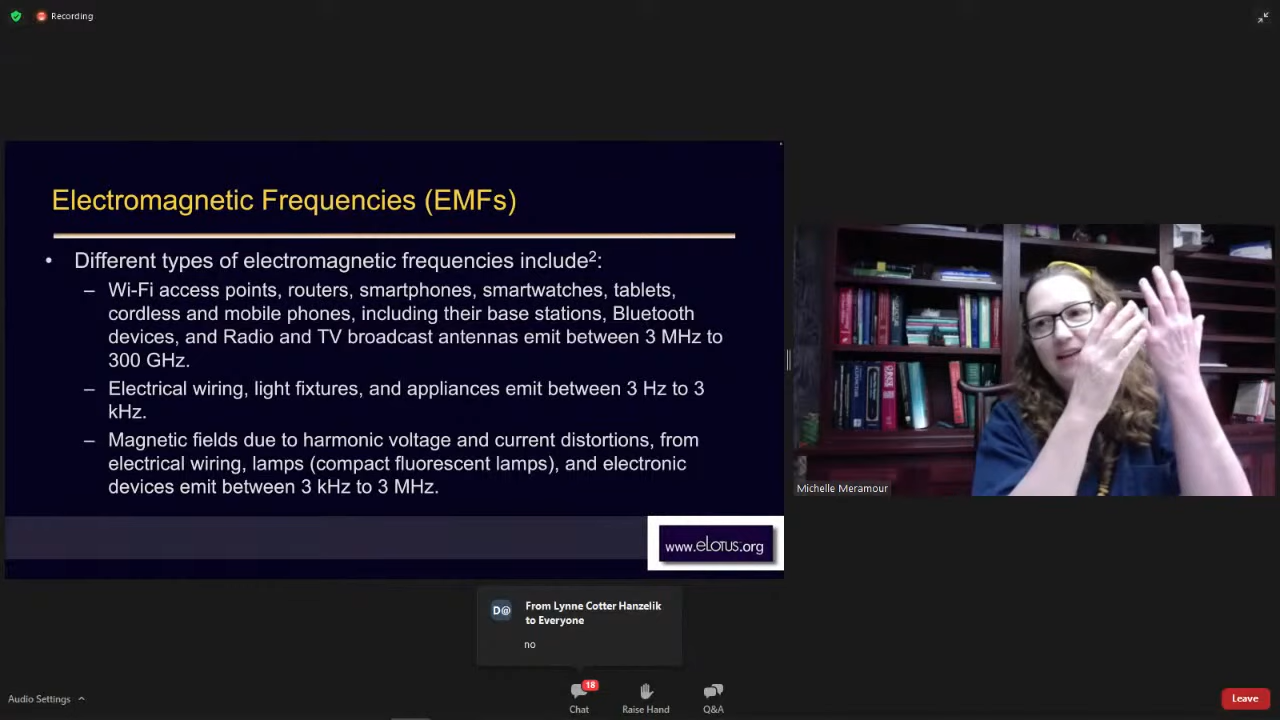 Recording
Electromagnetic Frequencies (EMFs)
• Different types of electromagnetic frequencies include²:
– Wi-Fi access points, routers, smartphones, smartwatches, tablets,
cordless and mobile phones, including their base stations, Bluetooth
devices, and Radio and TV broadcast antennas emit between 3 MHz to
300 GHz.
– Electrical wiring, light fixtures, and appliances emit between 3 Hz to 3
kHz.
– Magnetic fields due to harmonic voltage and current distortions, from
electrical wiring, lamps (compact fluorescent lamps), and electronic
devices emit between 3 kHz to 3 MHz.
www.eLotus.org
Michelle Meramour
D@
From Lynne Cotter Hanzelik
to Everyone
no
Audio Settings
18
Chat
Raise Hand
Q&A
Leave